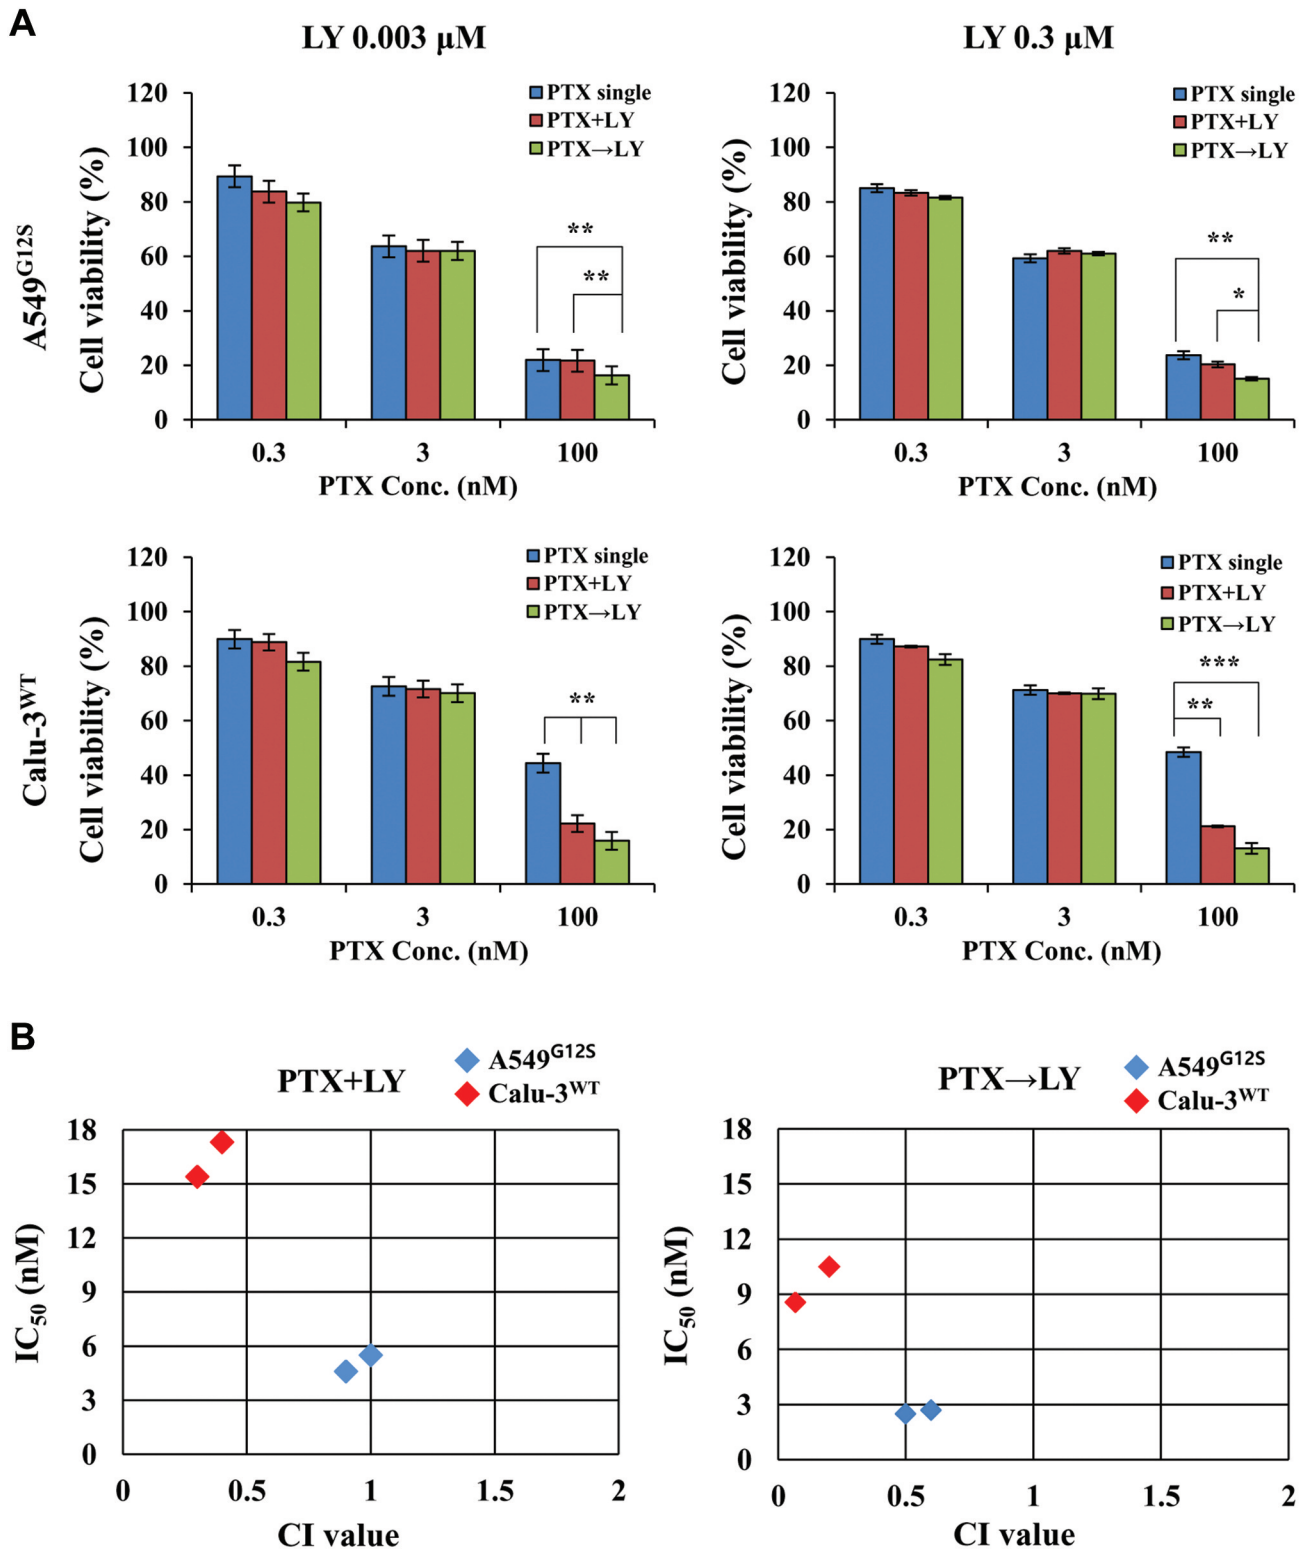 A
LY 0.003 μM
LY 0.3 μM
A549G12S
Cell viability (%)
120
100
80
60
40
20
0
PTX single
PTX+LY
PTX→LY
**
**
0.3 3 100
PTX Conc. (nM)
Cell viability (%)
120
100
80
60
40
20
0
PTX single
PTX+LY
PTX→LY
**
*
0.3 3 100
PTX Conc. (nM)
Calu-3WT
Cell viability (%)
120
100
80
60
40
20
0
PTX single
PTX+LY
PTX→LY
**
0.3 3 100
PTX Conc. (nM)
Cell viability (%)
120
100
80
60
40
20
0
PTX single
PTX+LY
PTX→LY
***
**
0.3 3 100
PTX Conc. (nM)
B
PTX+LY
A549G12S
Calu-3WT
IC50 (nM)
18
15
12
9
6
3
0
0 0.5 1 1.5 2
CI value
PTX→LY
A549G12S
Calu-3WT
IC50 (nM)
18
15
12
9
6
3
0
0 0.5 1 1.5 2
CI value